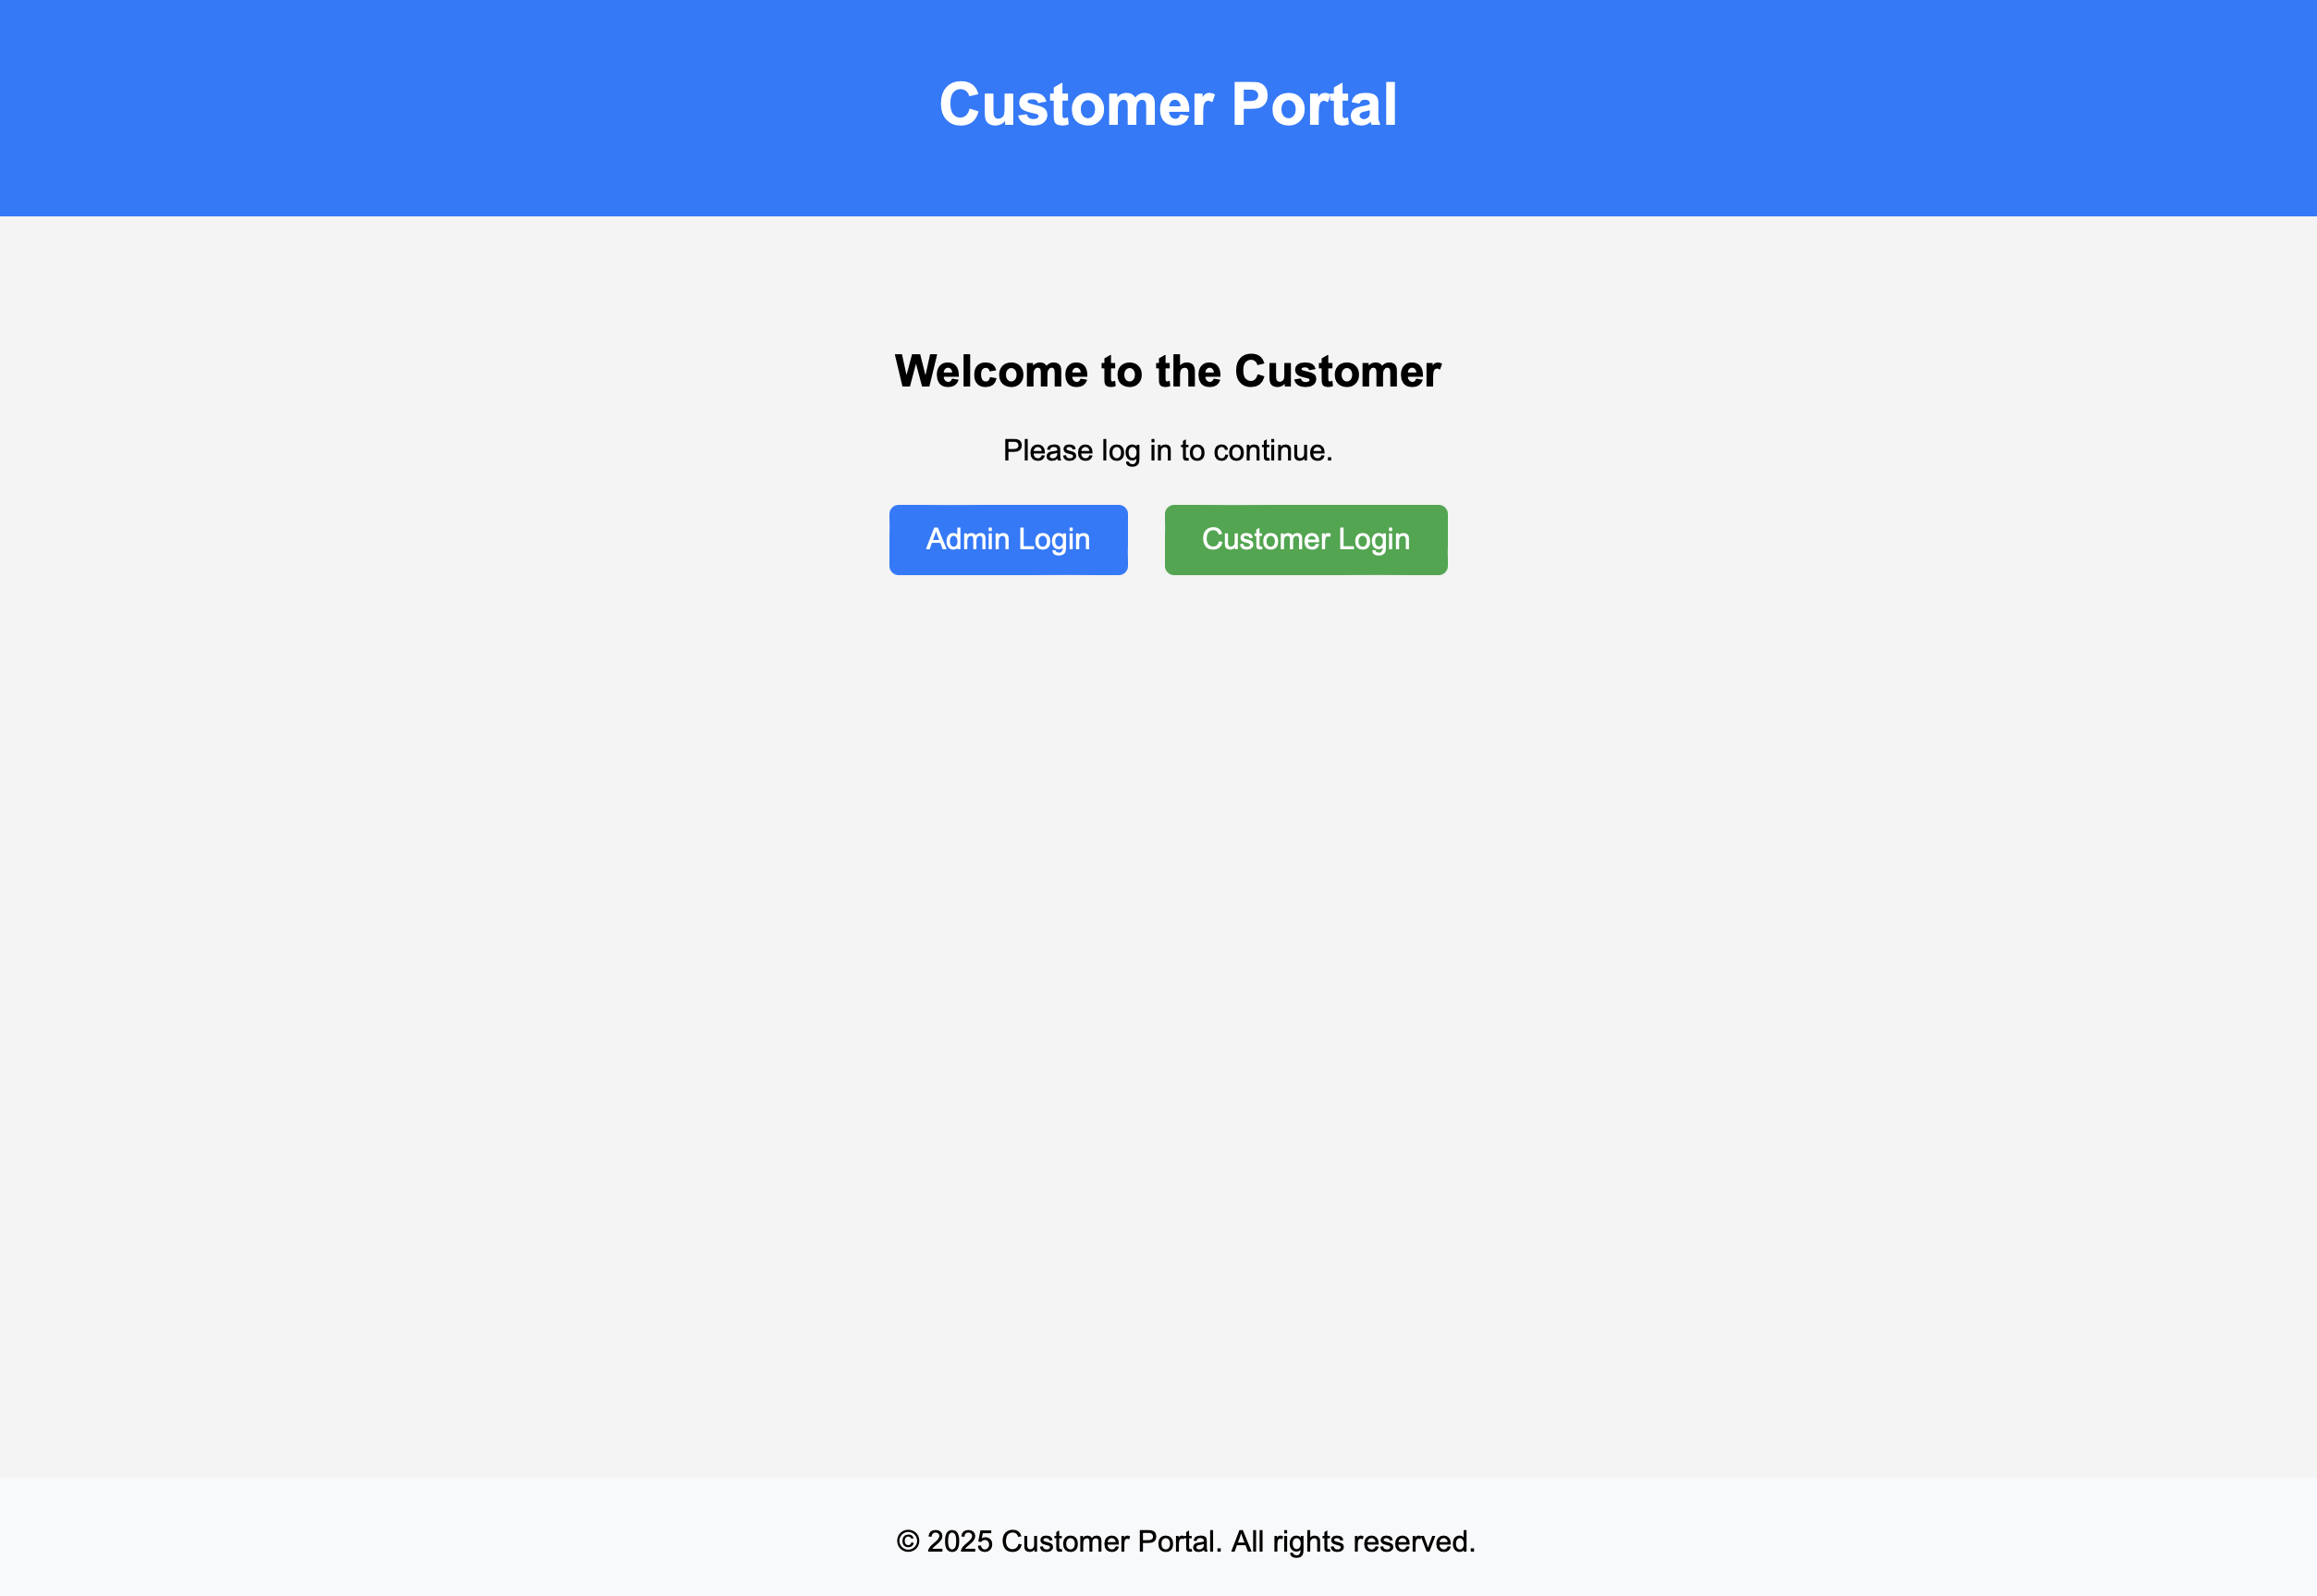 Customer Portal
Welcome to the Customer
Please log in to continue.
Admin Login
Customer Login
© 2025 Customer Portal. All rights reserved.